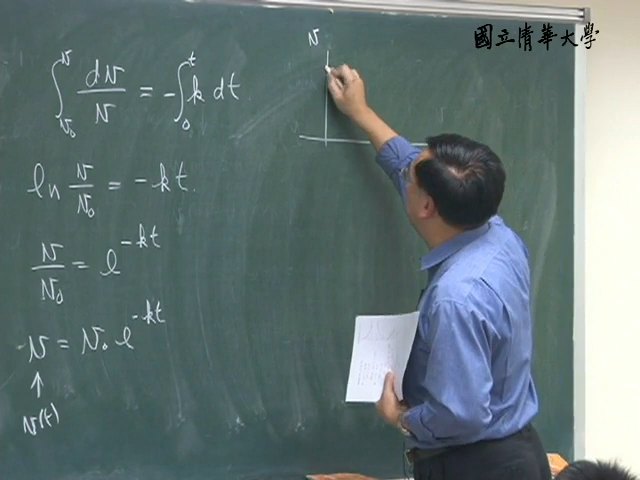 國立清華大學
∫_{N₀}^{N} dN/N = -∫_0^t k dt
ln N/N₀ = -kt.
N/N₀ = e^{-kt}
N = N₀ e^{-kt}
↑
N(t)
N